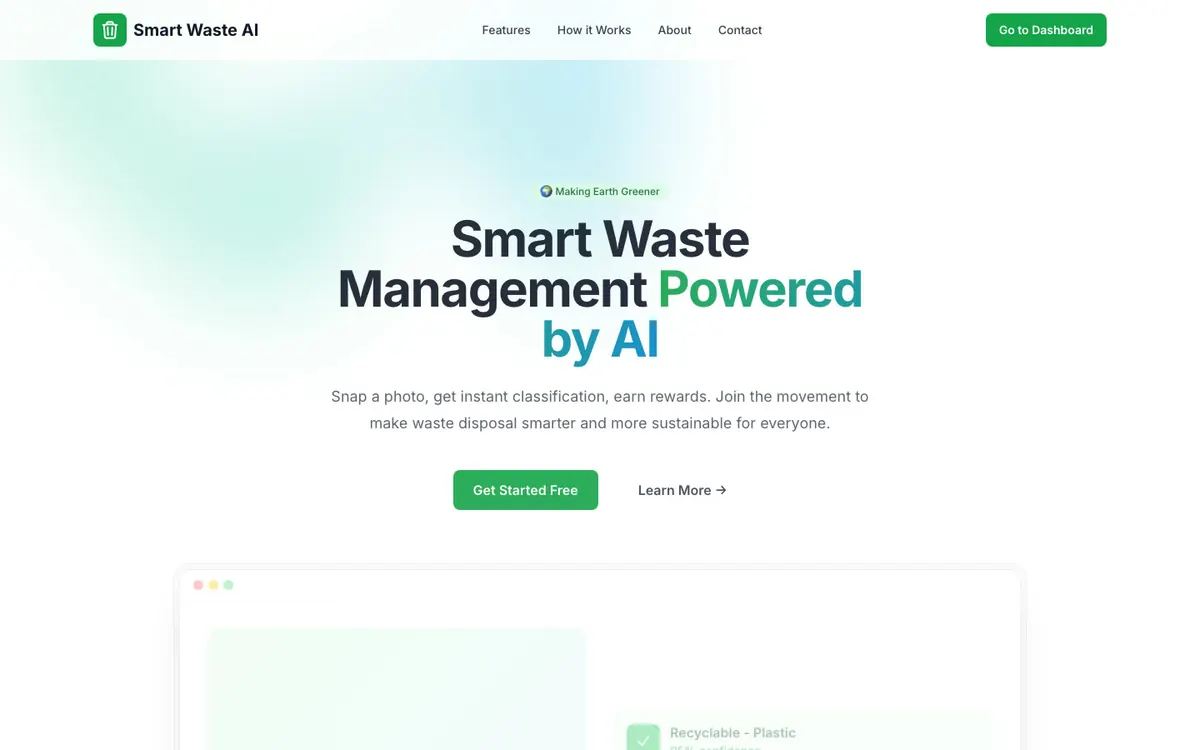 Smart Waste AI
Features
How it Works
About
Contact
Go to Dashboard
Making Earth Greener
Smart Waste
Management Powered
by AI
Snap a photo, get instant classification, earn rewards. Join the movement to
make waste disposal smarter and more sustainable for everyone.
Get Started Free
Learn More →
Recyclable - Plastic